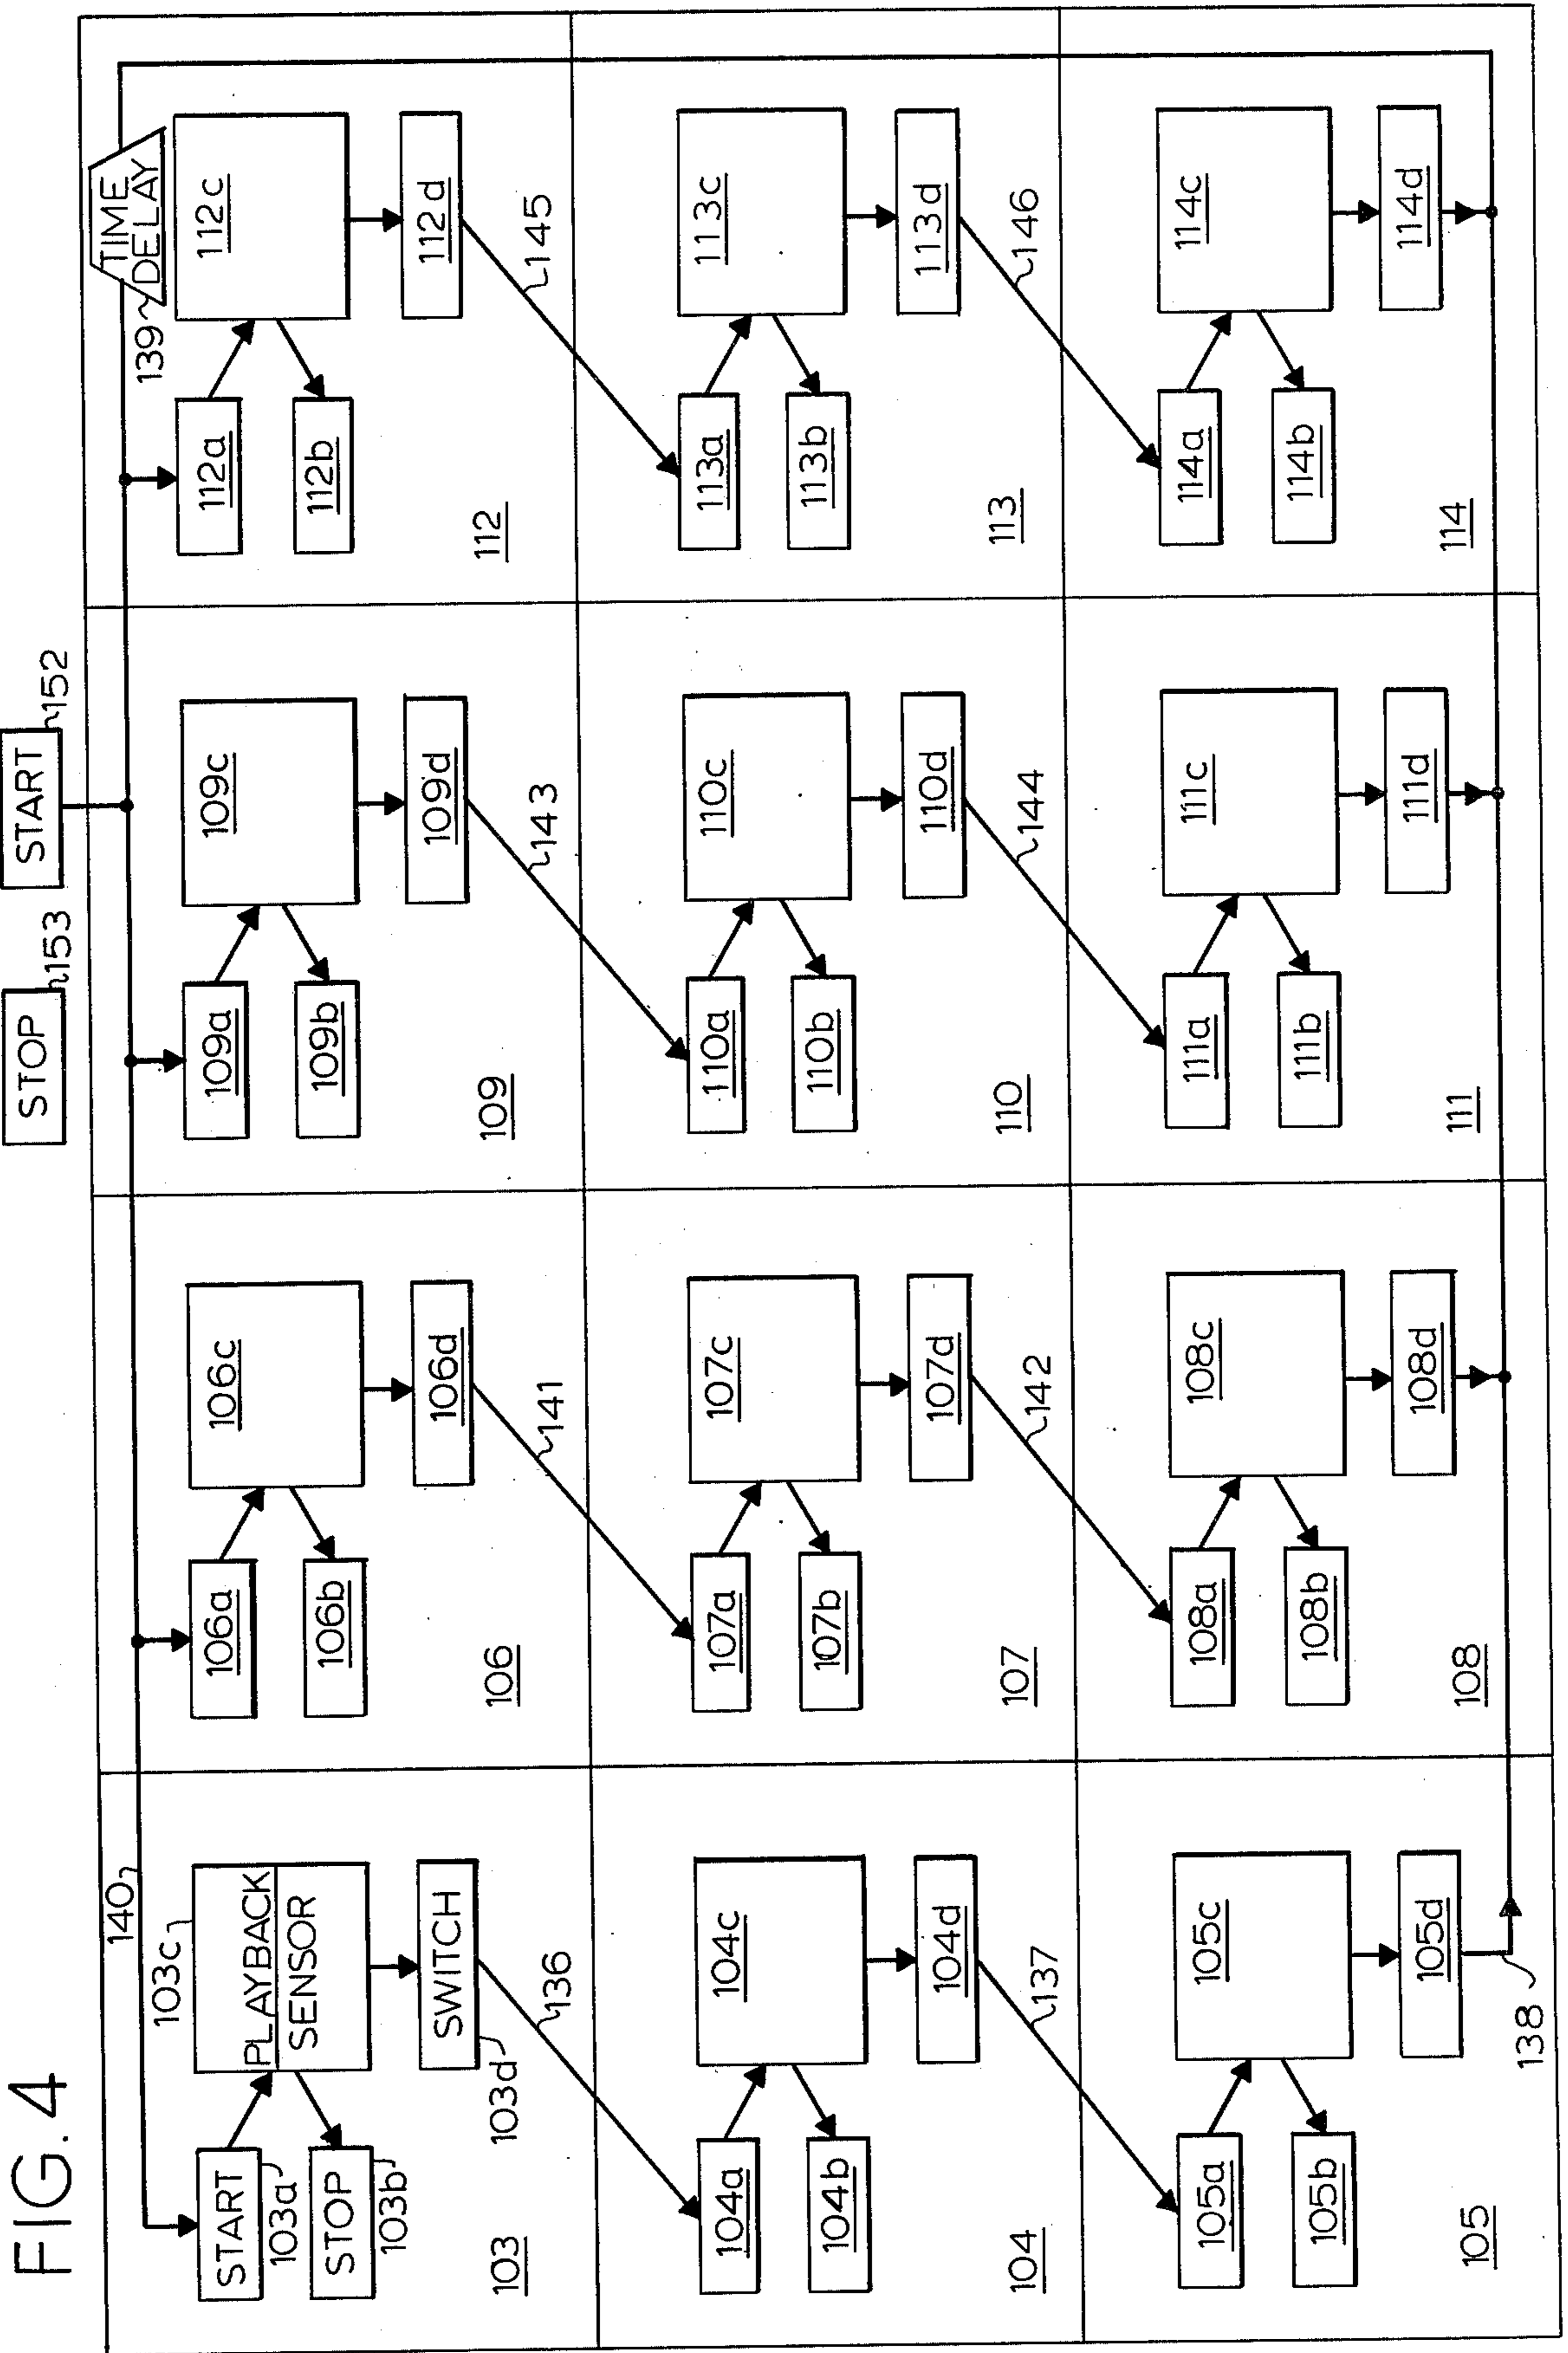 FIG. 4
STOP
153
START
152
140
139
TIME
DELAY
START
103a
STOP
103b
103c
PLAYBACK
SENSOR
SWITCH
103d
103
136
106a
106b
106c
106d
106
141
109a
109b
109c
109d
109
143
112a
112b
112c
112d
112
145
104a
104b
104c
104d
104
137
107a
107b
107c
107d
107
142
110a
110b
110c
110d
110
144
113a
113b
113c
113d
113
146
105a
105b
105c
105d
105
138
108a
108b
108c
108d
108
111a
111b
111c
111d
111
114a
114b
114c
114d
114